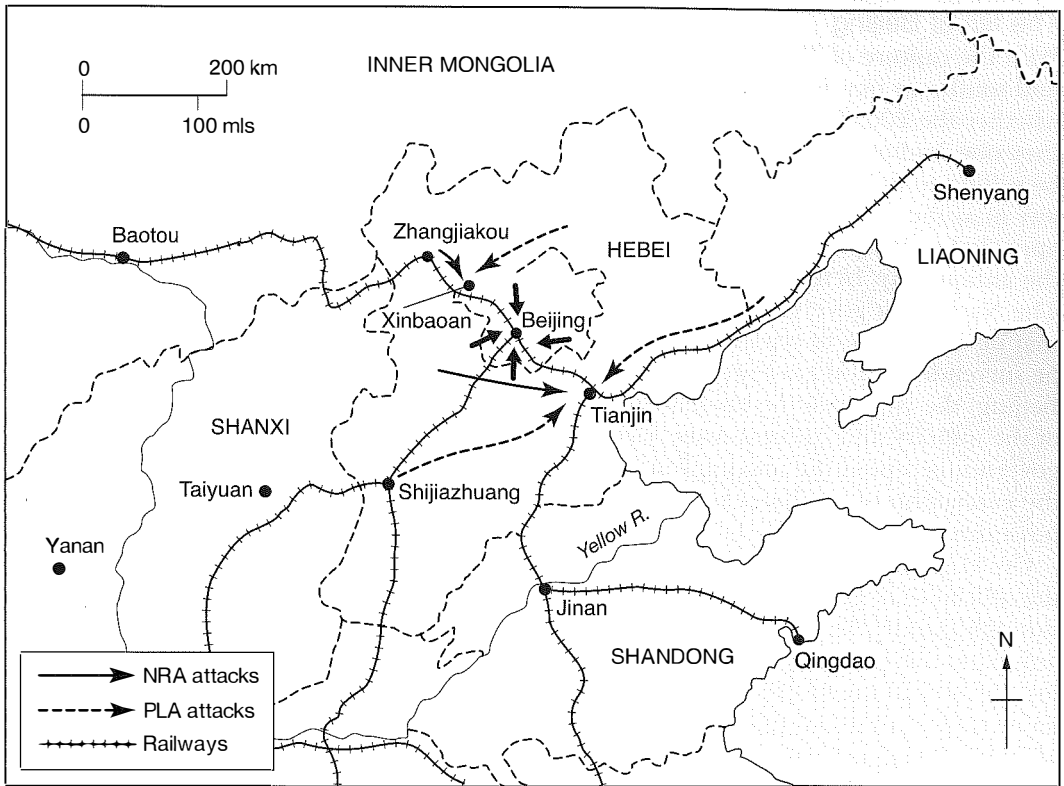 0 200 km
0 100 mls
INNER MONGOLIA
Shenyang
Baotou
Zhangjiakou
HEBEI
LIAONING
Xinbaoan
Beijing
Tianjin
SHANXI
Taiyuan
Shijiazhuang
Yellow R.
Yanan
Jinan
N
SHANDONG
Qingdao
NRA attacks
PLA attacks
Railways